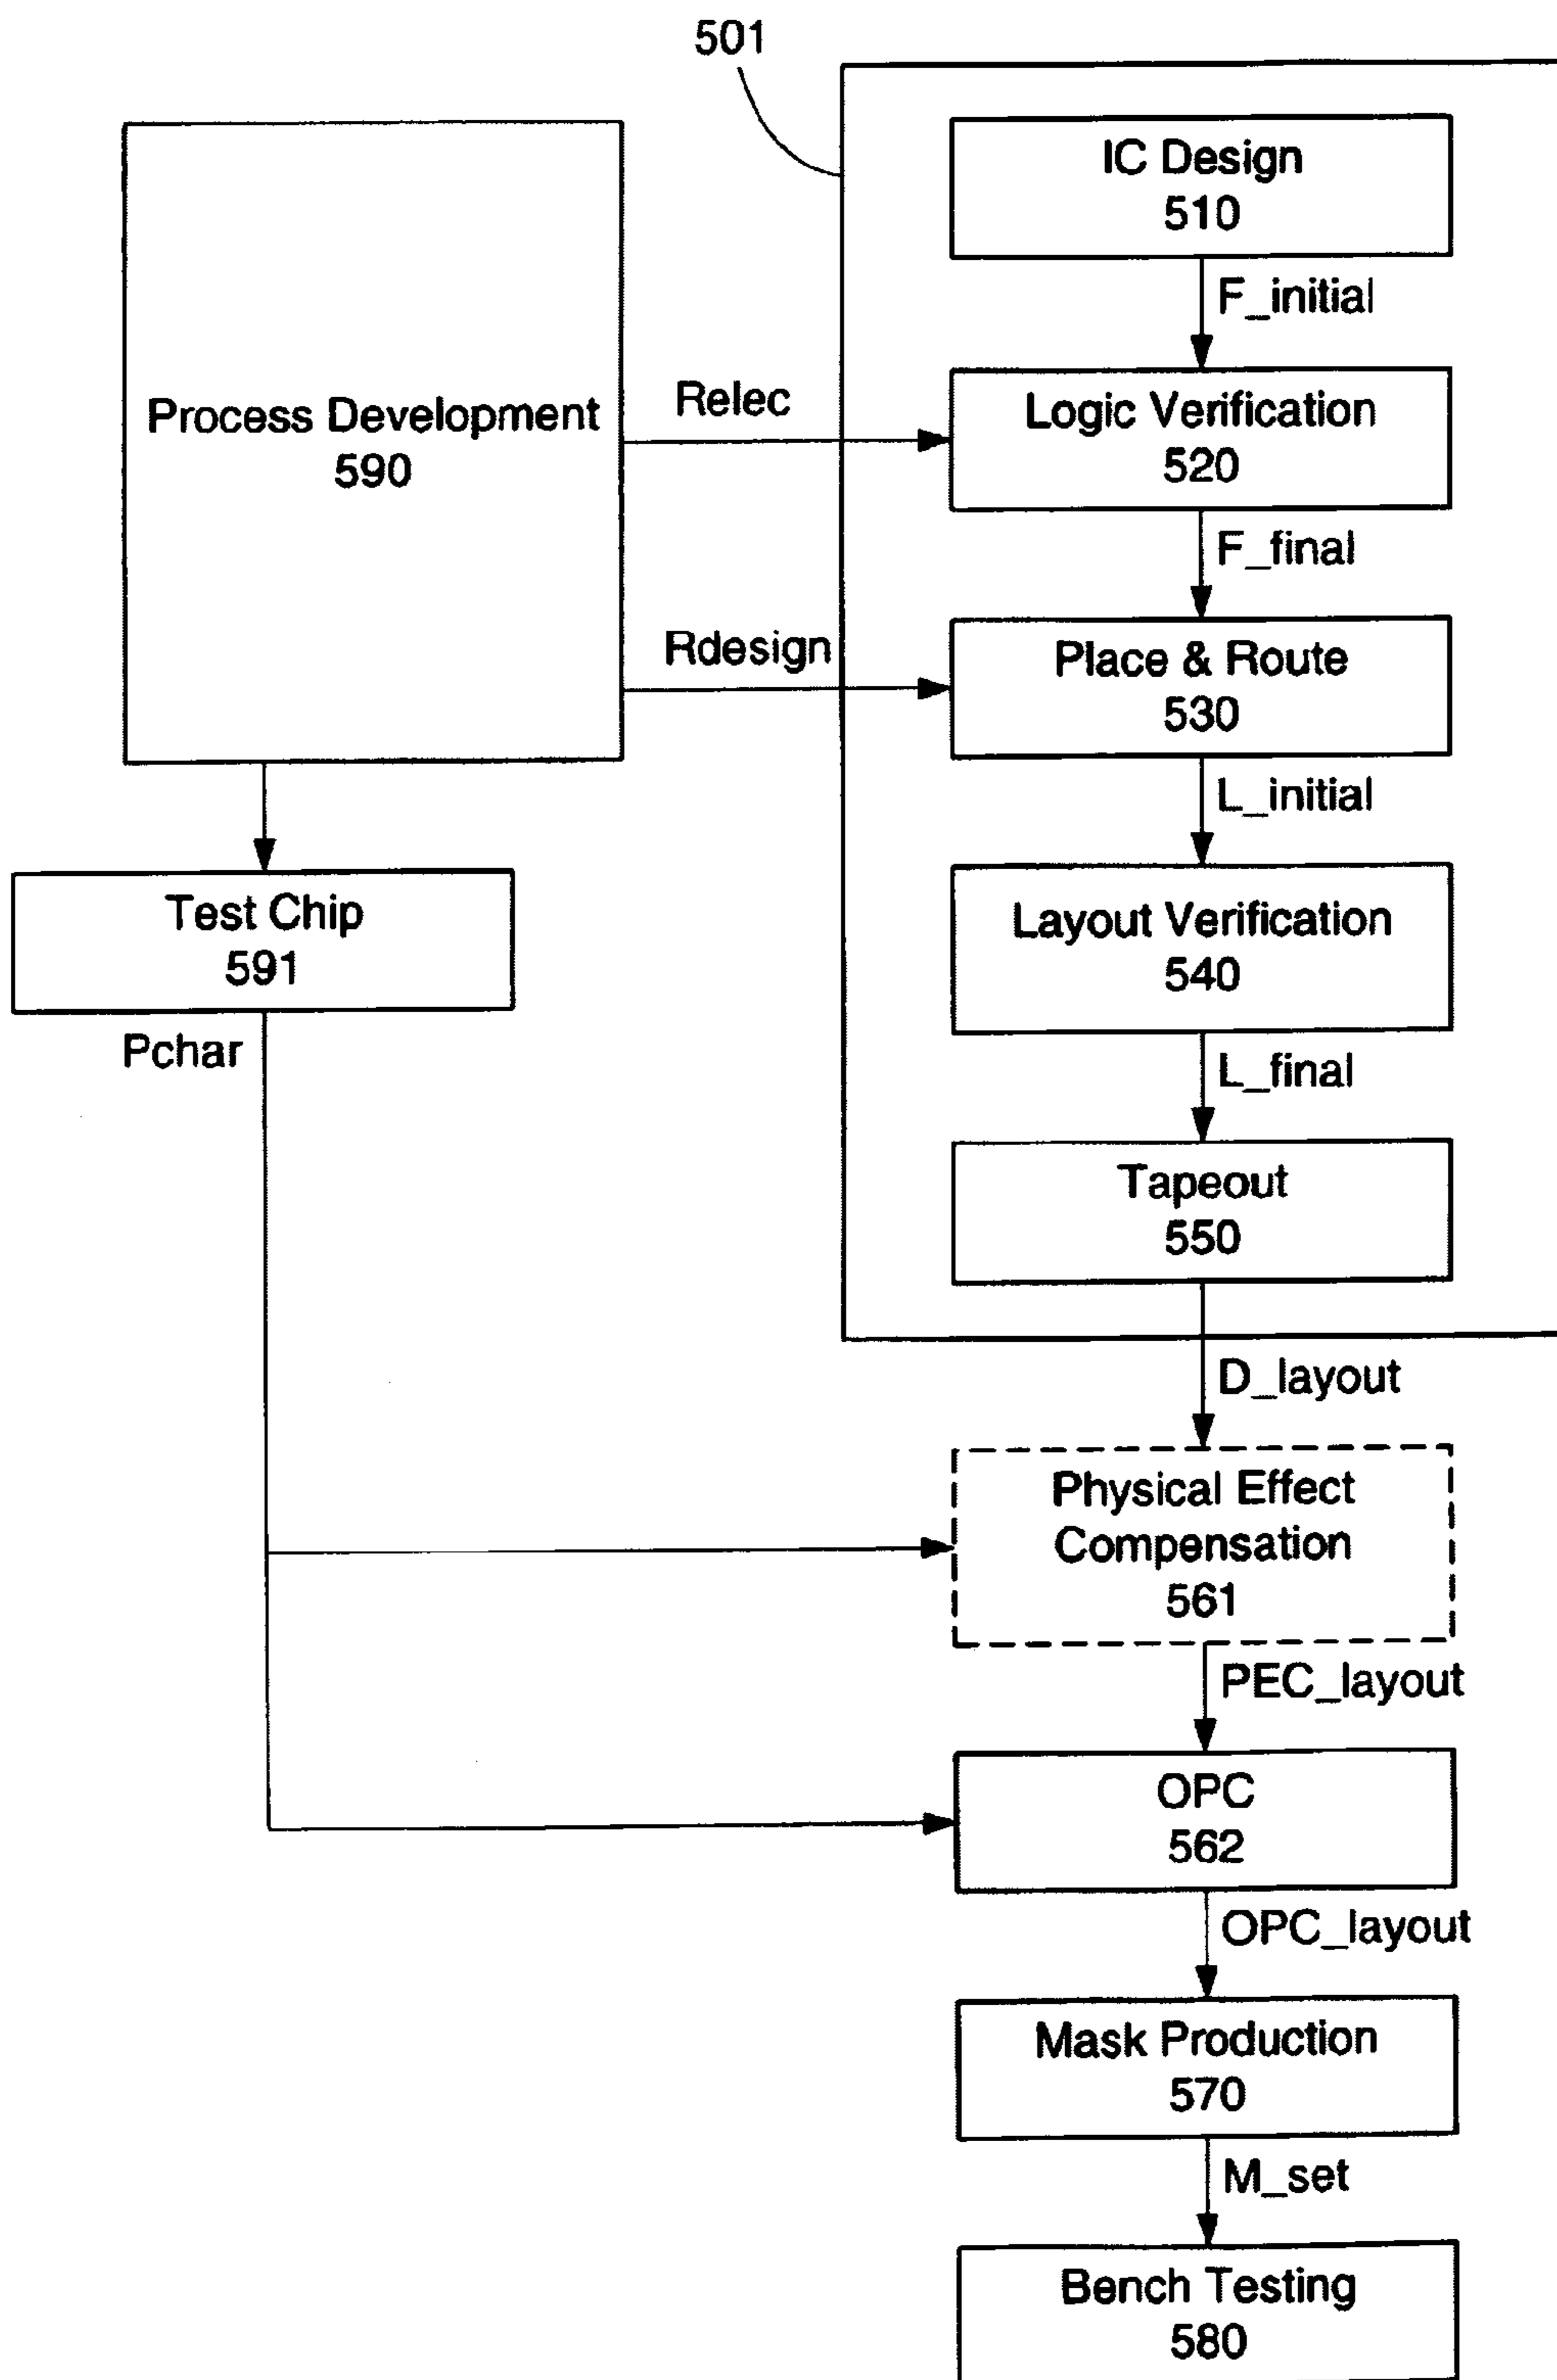 501
IC Design
510
F_initial
Process Development
590
Relec
Logic Verification
520
F_final
Rdesign
Place & Route
530
L_initial
Test Chip
591
Layout Verification
540
Pchar
L_final
Tapeout
550
D_layout
Physical Effect
Compensation
561
PEC_layout
OPC
562
OPC_layout
Mask Production
570
M_set
Bench Testing
580